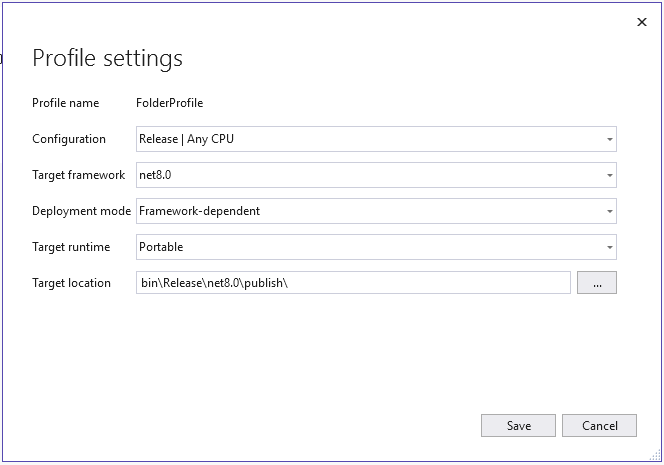 Profile settings
Profile name FolderProfile
Configuration Release | Any CPU
Target framework net8.0
Deployment mode Framework-dependent
Target runtime Portable
Target location bin\Release\net8.0\publish\ ...
Save Cancel